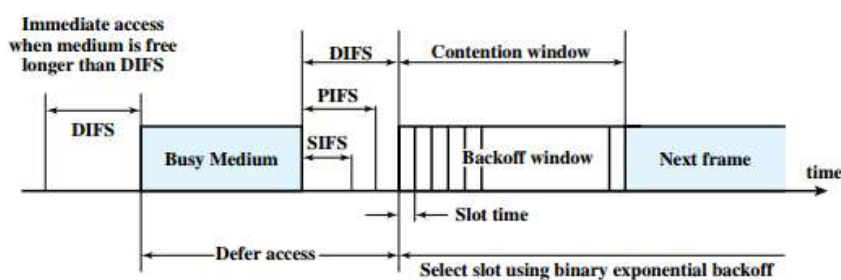 Immediate access
when medium is free
longer than DIFS
DIFS
Contention window
PIFS
DIFS
SIFS
Busy Medium
Backoff window
Next frame
time
Slot time
Defer access
Select slot using binary exponential backoff